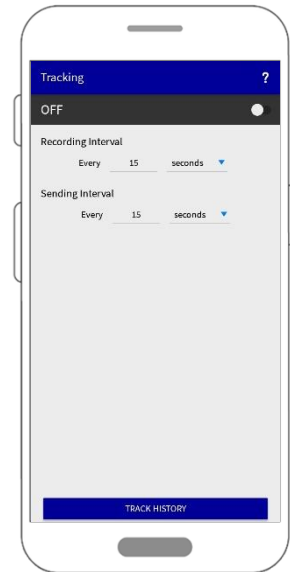 Tracking ?
OFF
Recording Interval
Every 15 seconds
Sending Interval
Every 15 seconds
TRACK HISTORY